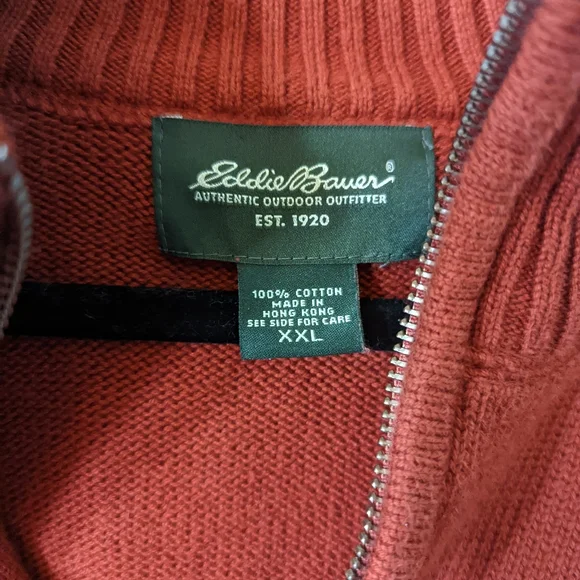 Eddie Bauer®
AUTHENTIC OUTDOOR OUTFITTER
EST. 1920
100% COTTON
MADE IN
HONG KONG
SEE SIDE FOR CARE
XXL